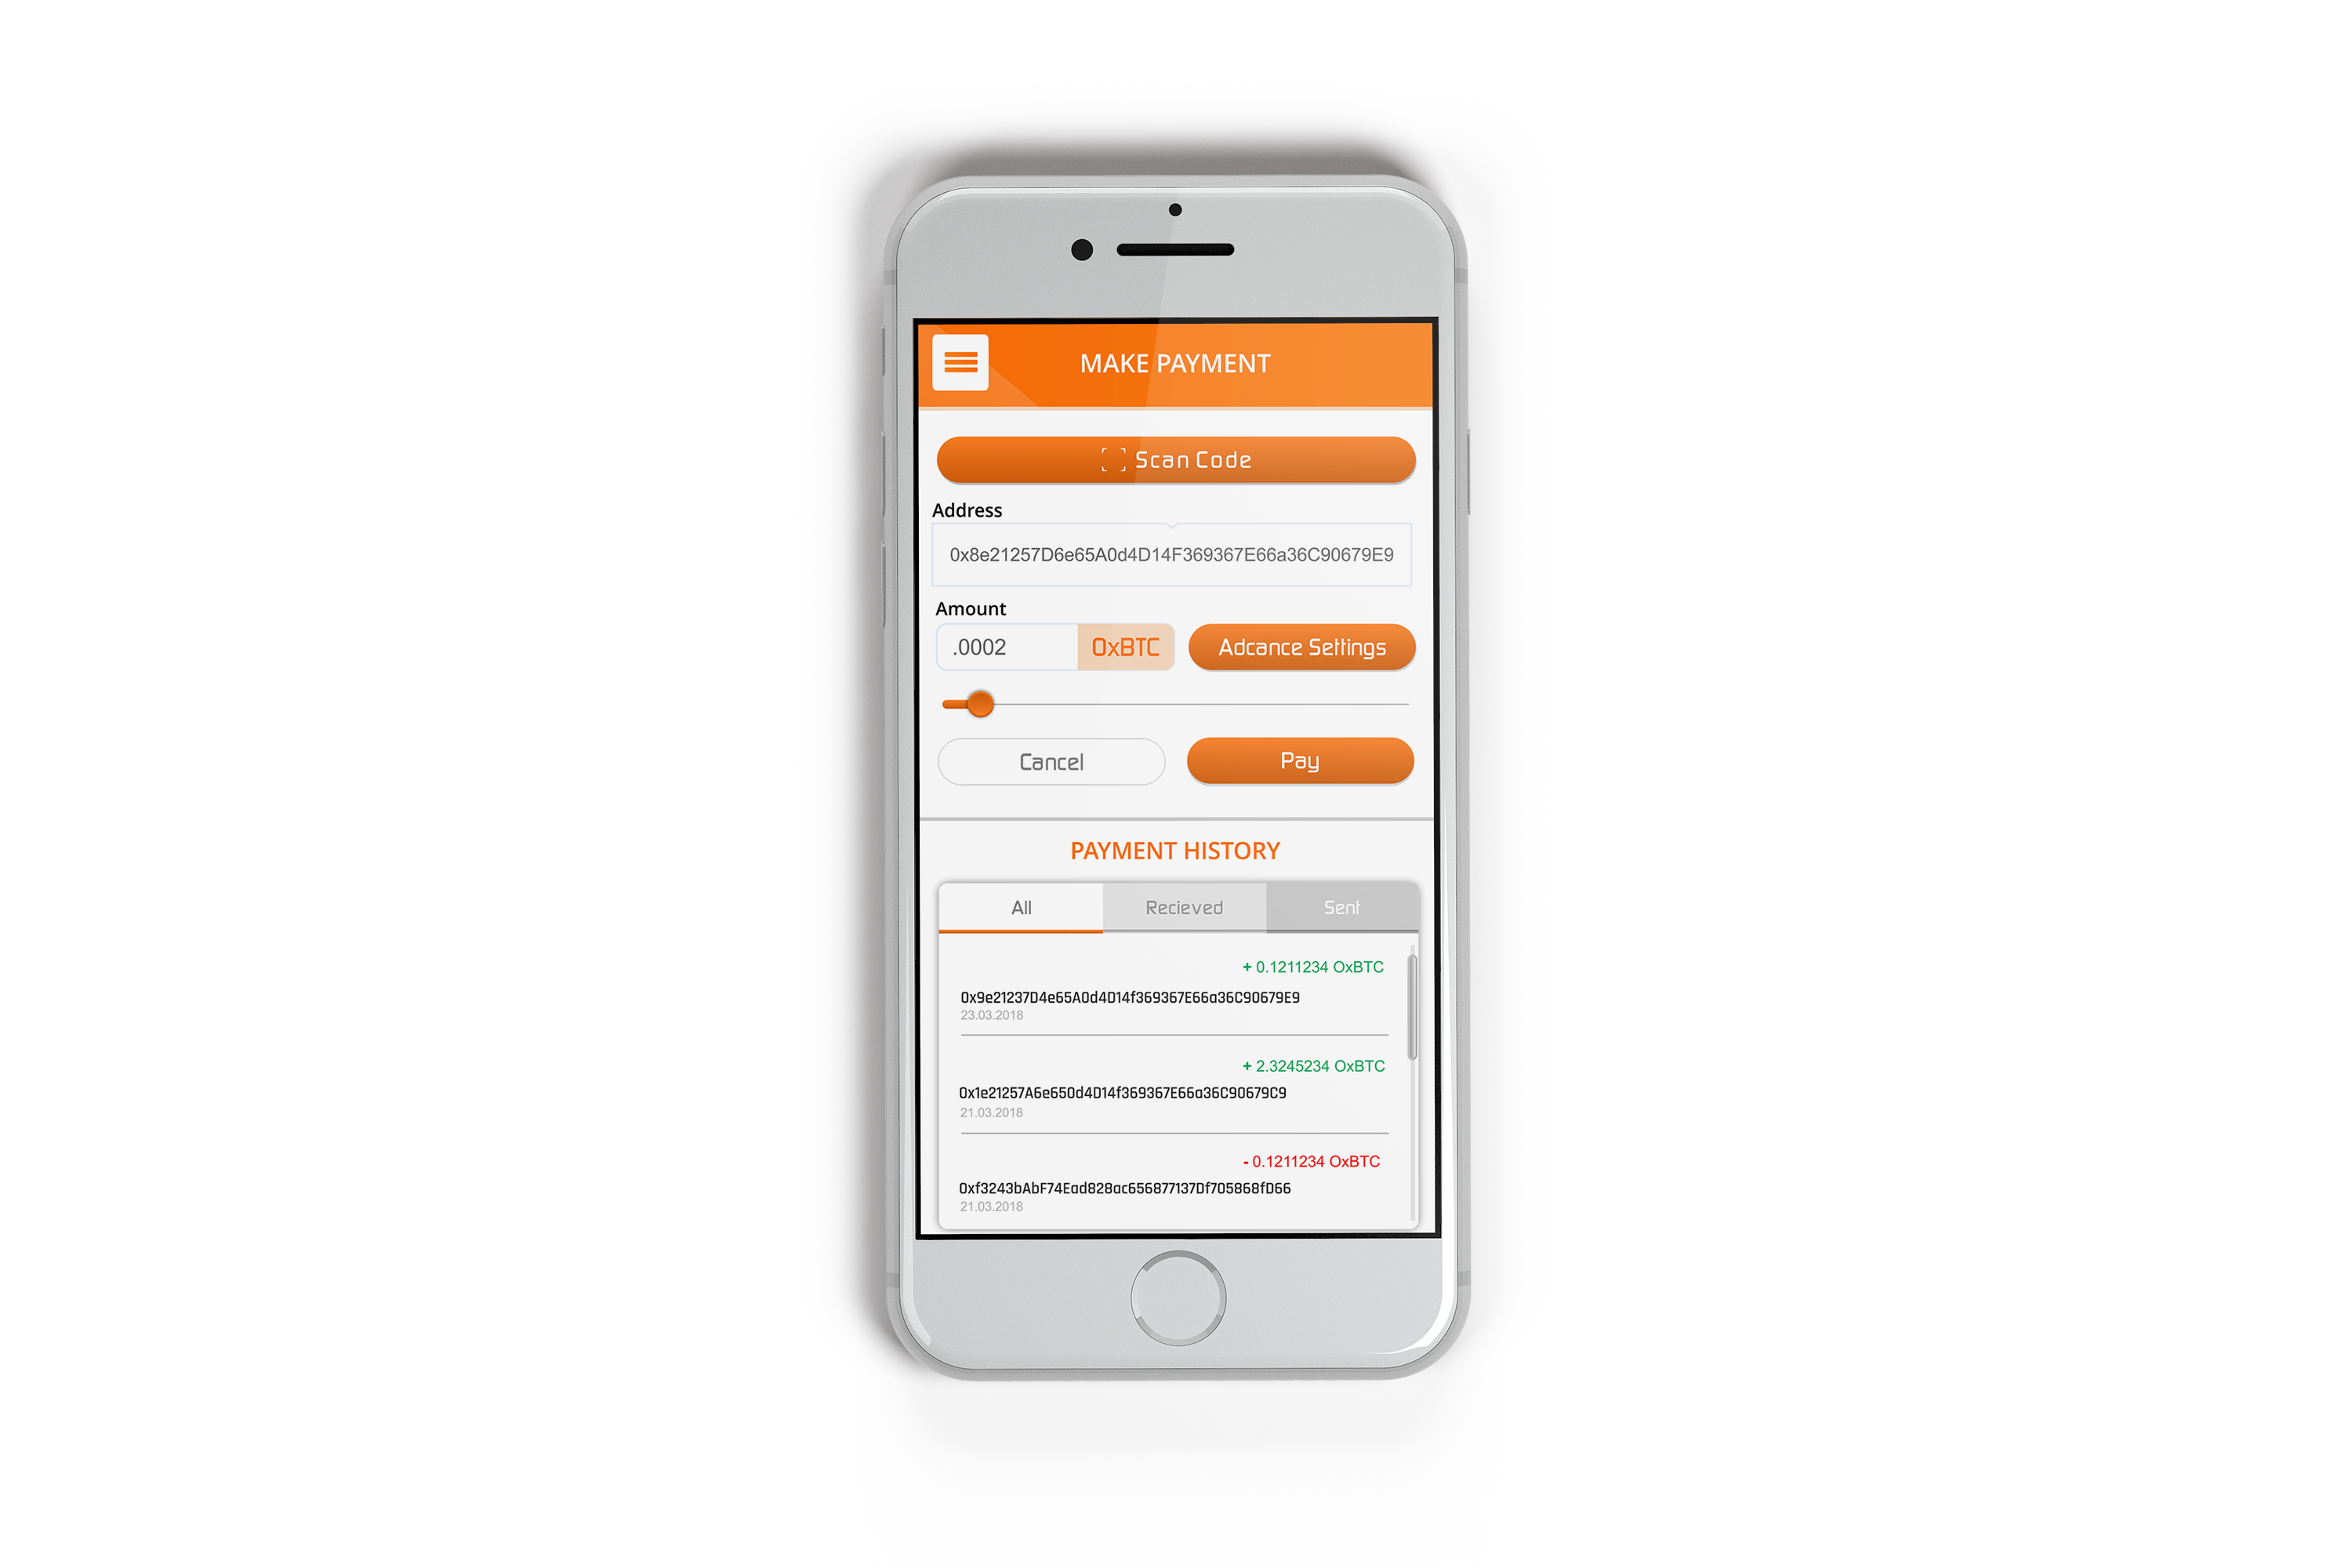 MAKE PAYMENT
Scan Code
Address
0x8e21257D6e65A0d4D14F369367E66a36C90679E9
Amount
.0002 0xBTC Adcance Settings
Cancel Pay
PAYMENT HISTORY
All Recieved Sent
+ 0.1211234 OxBTC
0x9e21237D4e65A0d4D14f369367E66a36C90679E9
23.03.2018
+ 2.3245234 OxBTC
0x1e21257A6e650d4D14f369367E66a36C90679C9
21.03.2018
- 0.1211234 OxBTC
0xf3243bAbF74Ead828ac656877137Df705868fD66
21.03.2018